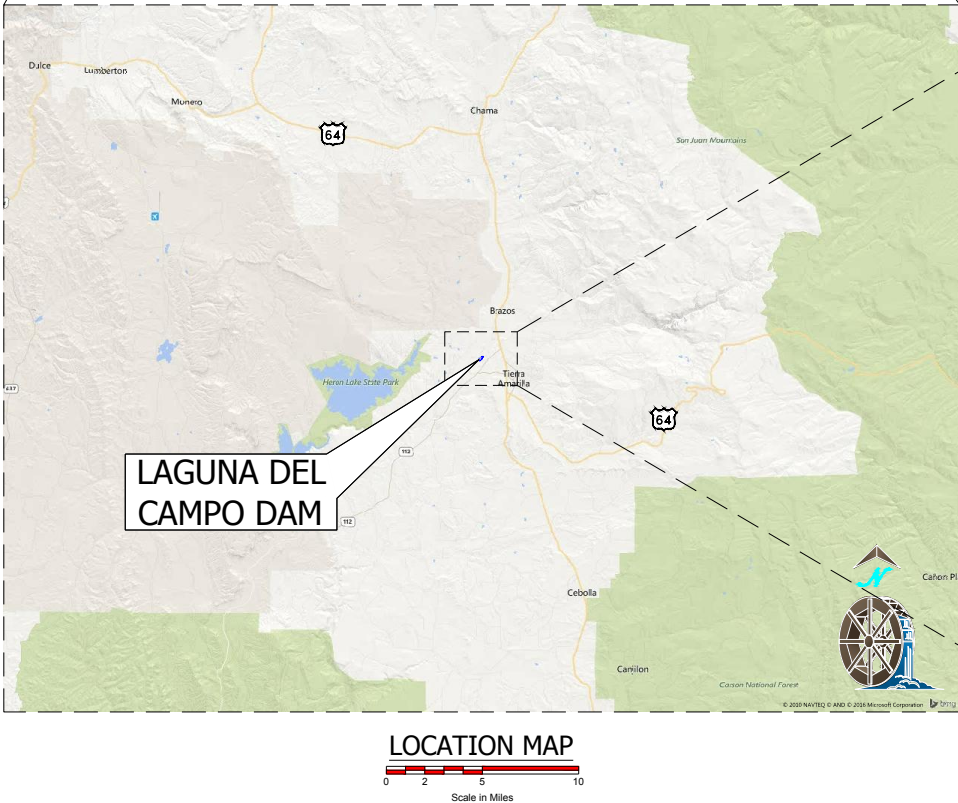 Dulce
Lumberton
Monero
Chama
64
San Juan Mountains
Brazos
Heron Lake State Park
Tierra
Amarilla
64
112
LAGUNA DEL
CAMPO DAM
112
N
Cañon Pl
Cebolla
Canjilon
Carson National Forest
© 2010 NAVTEQ © AND © 2016 Microsoft Corporation
bing
LOCATION MAP
0 2 5 10
Scale in Miles